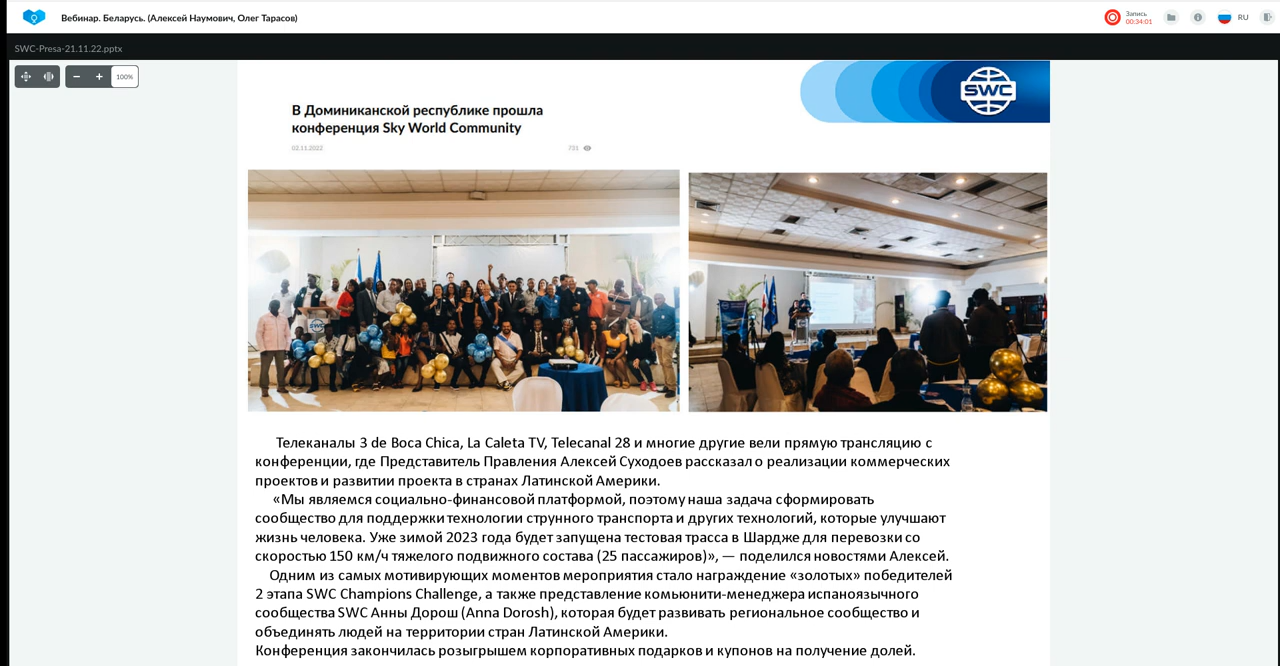 Вебинар. Беларусь. (Алексей Наумович, Олег Тарасов)
Запись
00:34:01
RU
SWC-Presa-21.11.22.pptx
100%
SWC
В Доминиканской республике прошла
конференция Sky World Community
02.11.2022
731
SWC
Телеканалы 3 de Boca Chica, La Caleta TV, Telecanal 28 и многие другие вели прямую трансляцию с
конференции, где Представитель Правления Алексей Суходоев рассказал о реализации коммерческих
проектов и развитии проекта в странах Латинской Америки.
«Мы являемся социально-финансовой платформой, поэтому наша задача сформировать
сообщество для поддержки технологии струнного транспорта и других технологий, которые улучшают
жизнь человека. Уже зимой 2023 года будет запущена тестовая трасса в Шардже для перевозки со
скоростью 150 км/ч тяжелого подвижного состава (25 пассажиров)», — поделился новостями Алексей.
Одним из самых мотивирующих моментов мероприятия стало награждение «золотых» победителей
2 этапа SWC Champions Challenge, а также представление комьюнити-менеджера испаноязычного
сообщества SWC Анны Дорош (Anna Dorosh), которая будет развивать региональное сообщество и
объединять людей на территории стран Латинской Америки.
Конференция закончилась розыгрышем корпоративных подарков и купонов на получение долей.